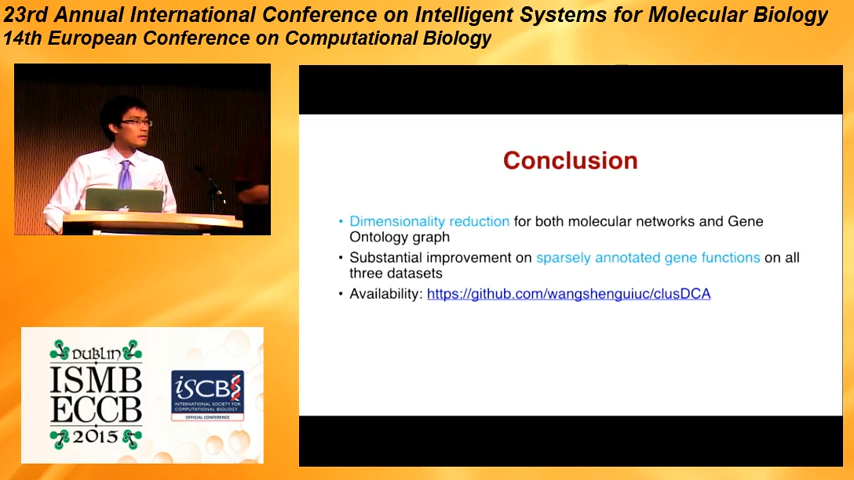 23rd Annual International Conference on Intelligent Systems for Molecular Biology
14th European Conference on Computational Biology
Conclusion
• Dimensionality reduction for both molecular networks and Gene
Ontology graph
• Substantial improvement on sparsely annotated gene functions on all
three datasets
• Availability: https://github.com/wangshenguiuc/clusDCA
DUBLIN
ISMB
ECCB
2015
ISCB
INTERNATIONAL SOCIETY FOR
COMPUTATIONAL BIOLOGY
OFFICIAL CONFERENCE